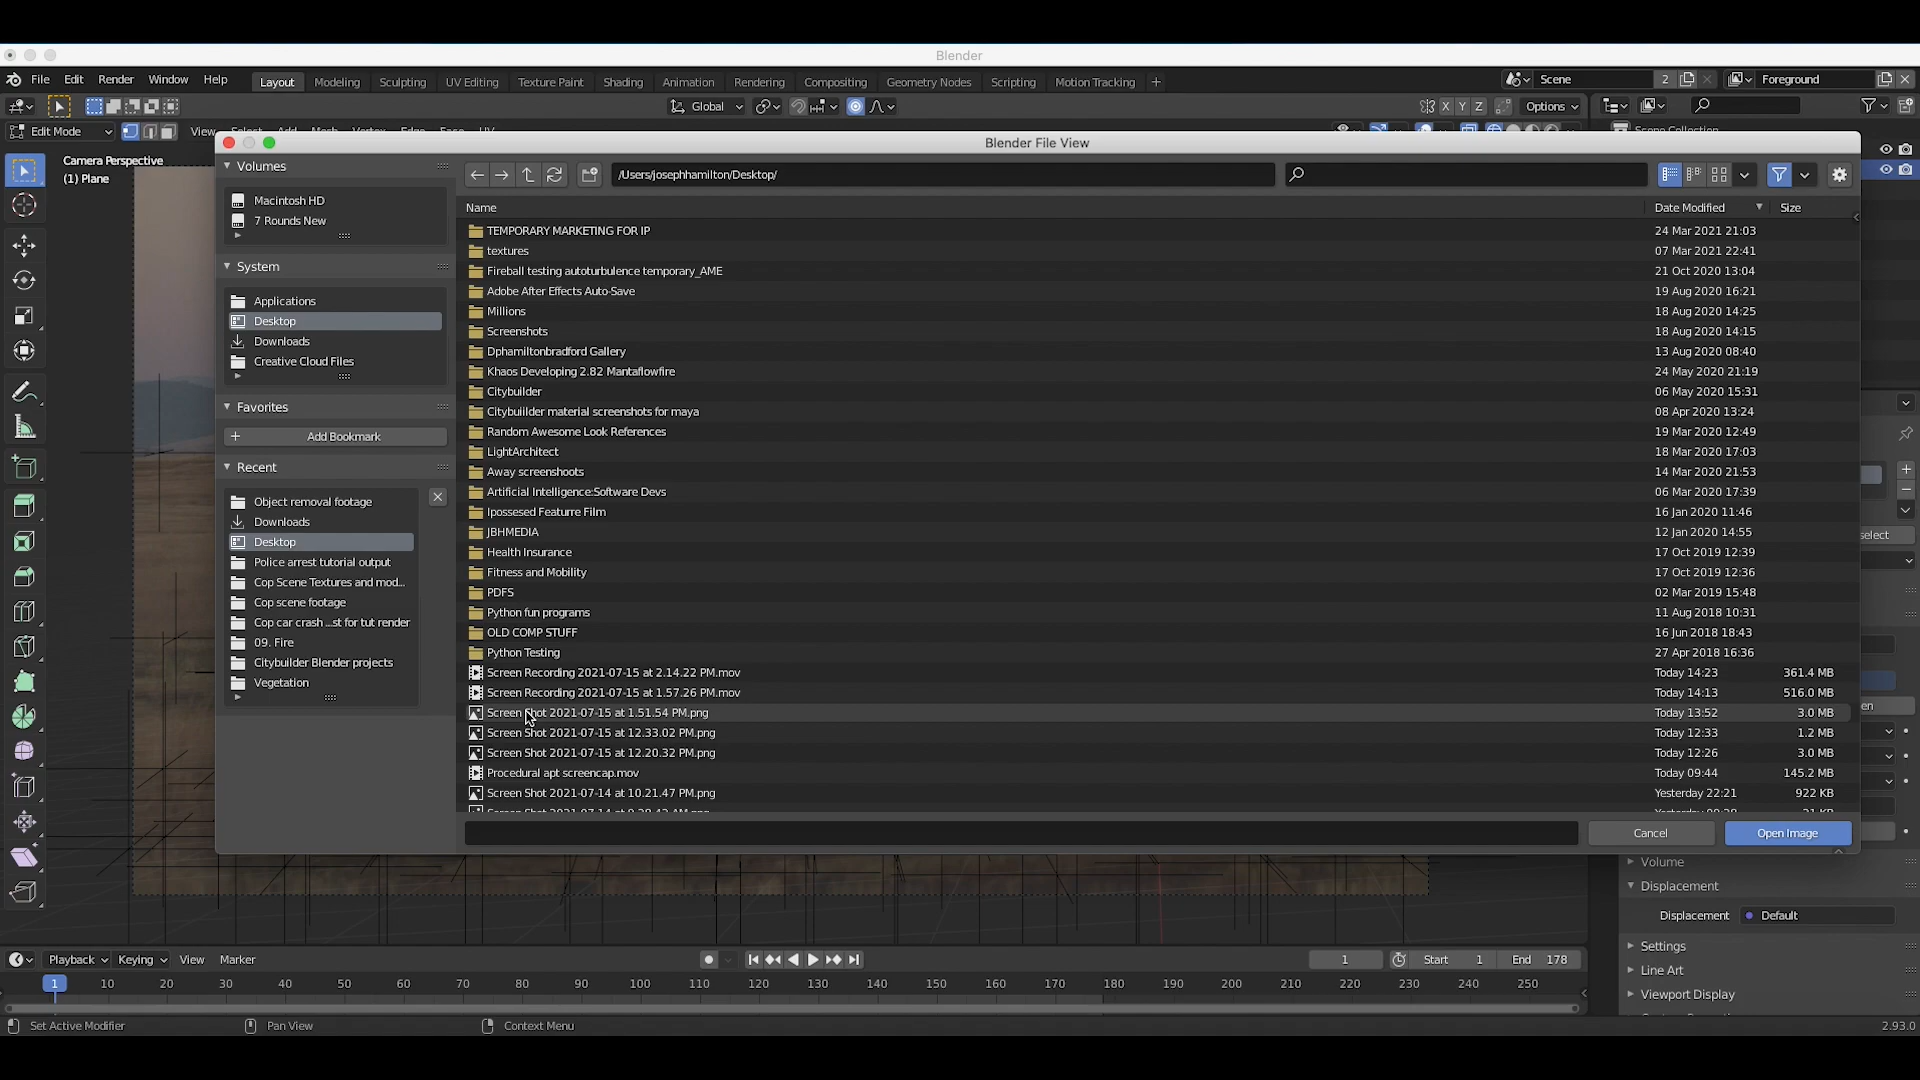 Blender
File Edit Render Window Help Layout Modeling Sculpting UV Editing Texture Paint Shading Animation Rendering Compositing Geometry Nodes Scripting Motion Tracking + Scene 2 Foreground
Global X Y Z Options
Edit Mode View
Camera Perspective
(1) Plane
Blender File View
Volumes
Macintosh HD
7 Rounds New
System
Applications
Desktop
Downloads
Creative Cloud Files
Favorites
+ Add Bookmark
Recent
Object removal footage
Downloads
Desktop
Police arrest tutorial output
Cop Scene Textures and mod...
Cop scene footage
Cop car crash ...st for tut render
09. Fire
Citybuilder Blender projects
Vegetation
/Users/josephhamilton/Desktop/
Name Date Modified Size
TEMPORARY MARKETING FOR IP 24 Mar 2021 21:03
textures 07 Mar 2021 22:41
Fireball testing autoturbulence temporary_AME 21 Oct 2020 13:04
Adobe After Effects Auto-Save 19 Aug 2020 16:21
Millions 18 Aug 2020 14:25
Screenshots 18 Aug 2020 14:15
Dphamiltonbradford Gallery 13 Aug 2020 08:40
Khaos Developing 2.82 Mantaflowfire 24 May 2020 21:19
Citybuilder 06 May 2020 15:31
Citybuiilder material screenshots for maya 08 Apr 2020 13:24
Random Awesome Look References 19 Mar 2020 12:49
LightArchitect 18 Mar 2020 17:03
Away screenshoots 14 Mar 2020 21:53
Artificial Intelligence:Software Devs 06 Mar 2020 17:39
Ipossesed Featurre Film 16 Jan 2020 11:46
JBHMEDIA 12 Jan 2020 14:55
Health Insurance 17 Oct 2019 12:39
Fitness and Mobility 17 Oct 2019 12:36
PDFS 02 Mar 2019 15:48
Python fun programs 11 Aug 2018 10:31
OLD COMP STUFF 16 Jun 2018 18:43
Python Testing 27 Apr 2018 16:36
Screen Recording 2021-07-15 at 2.14.22 PM.mov Today 14:23 361.4 MB
Screen Recording 2021-07-15 at 1.57.26 PM.mov Today 14:13 516.0 MB
Screen Shot 2021-07-15 at 1.51.54 PM.png Today 13:52 3.0 MB
Screen Shot 2021-07-15 at 12.33.02 PM.png Today 12:33 1.2 MB
Screen Shot 2021-07-15 at 12.20.32 PM.png Today 12:26 3.0 MB
Procedural apt screencap.mov Today 09:44 145.2 MB
Screen Shot 2021-07-14 at 10.21.47 PM.png Yesterday 22:21 922 KB
Cancel Open Image
Volume
Displacement
Displacement Default
Settings
Line Art
Viewport Display
Playback Keying View Marker 1 Start 1 End 178
1 10 20 30 40 50 60 70 80 90 100 110 120 130 140 150 160 170 180 190 200 210 220 230 240 250
Set Active Modifier Pan View Context Menu 2.93.0